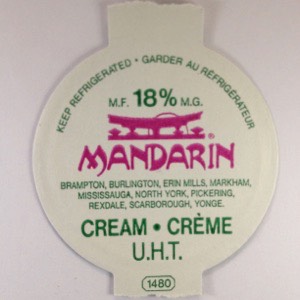 KEEP REFRIGERATED • GARDER AU RÉFRIGÉRATEUR
M.F. 18% M.G.
MANDARIN®
BRAMPTON, BURLINGTON, ERIN MILLS, MARKHAM,
MISSISSAUGA, NORTH YORK, PICKERING,
REXDALE, SCARBOROUGH, YONGE.
CREAM • CRÈME
U.H.T.
1480